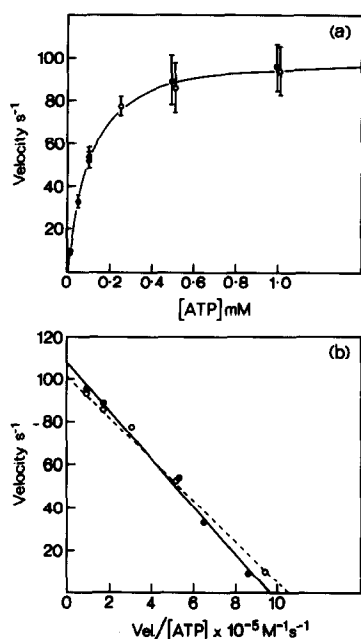 (a)
Velocity s⁻¹
100
80
60
40
20
0 0·2 0·4 0·6 0·8 1·0
[ATP] mM
(b)
Velocity s⁻¹
120
100
80
60
40
20
0 2 4 6 8 10
Vel/[ATP] × 10⁻⁵ M⁻¹s⁻¹